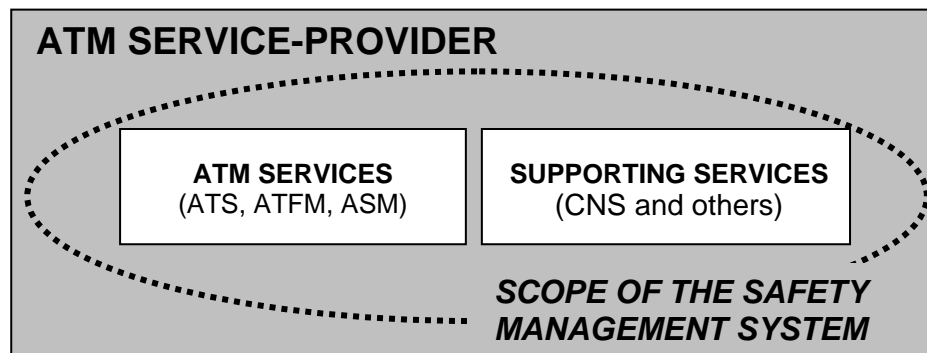 ATM SERVICE-PROVIDER
ATM SERVICES
(ATS, ATFM, ASM)
SUPPORTING SERVICES
(CNS and others)
SCOPE OF THE SAFETY
MANAGEMENT SYSTEM